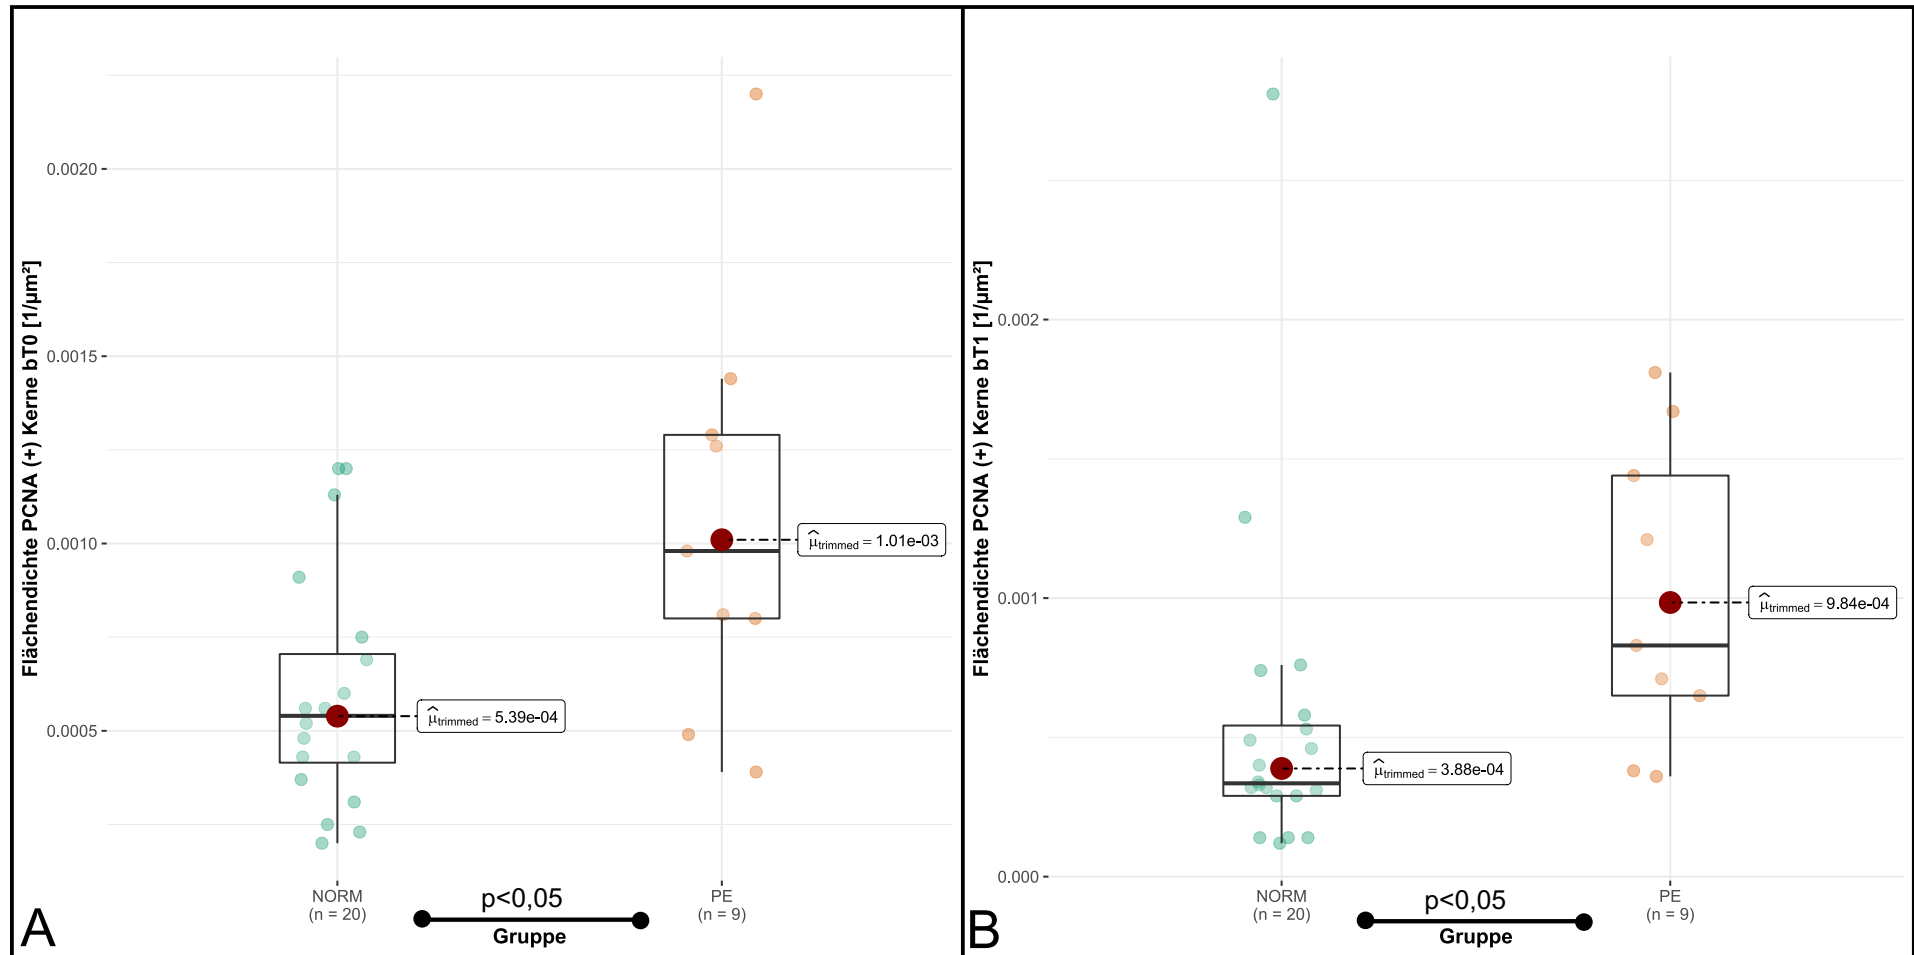 Flächendichte PCNA (+) Kerne bT0 [1/µm²]
0.0020
0.0015
0.0010
0.0005
μ̂trimmed = 5.39e-04
μ̂trimmed = 1.01e-03
NORM
(n = 20)
PE
(n = 9)
p<0,05
Gruppe
A
Flächendichte PCNA (+) Kerne bT1 [1/µm²]
0.002
0.001
0.000
μ̂trimmed = 3.88e-04
μ̂trimmed = 9.84e-04
NORM
(n = 20)
PE
(n = 9)
p<0,05
Gruppe
B